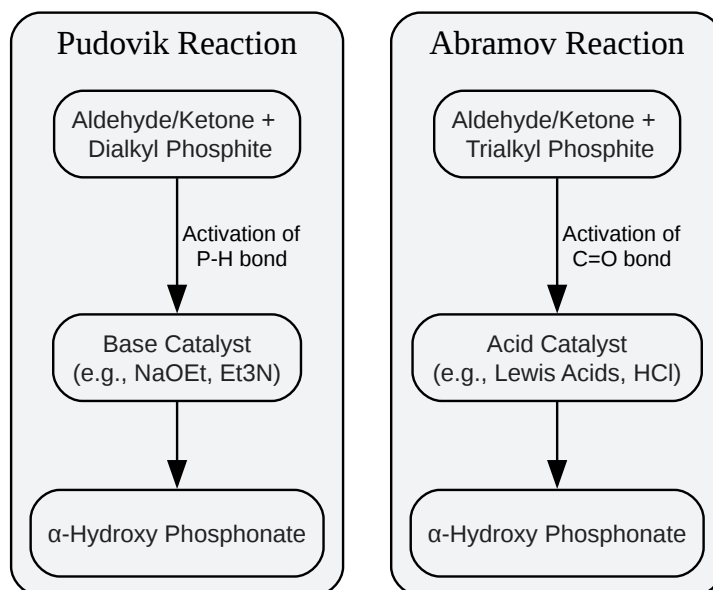 Pudovik Reaction
Aldehyde/Ketone +
Dialkyl Phosphite
Activation of
P-H bond
Base Catalyst
(e.g., NaOEt, Et3N)
α-Hydroxy Phosphonate
Abramov Reaction
Aldehyde/Ketone +
Trialkyl Phosphite
Activation of
C=O bond
Acid Catalyst
(e.g., Lewis Acids, HCl)
α-Hydroxy Phosphonate